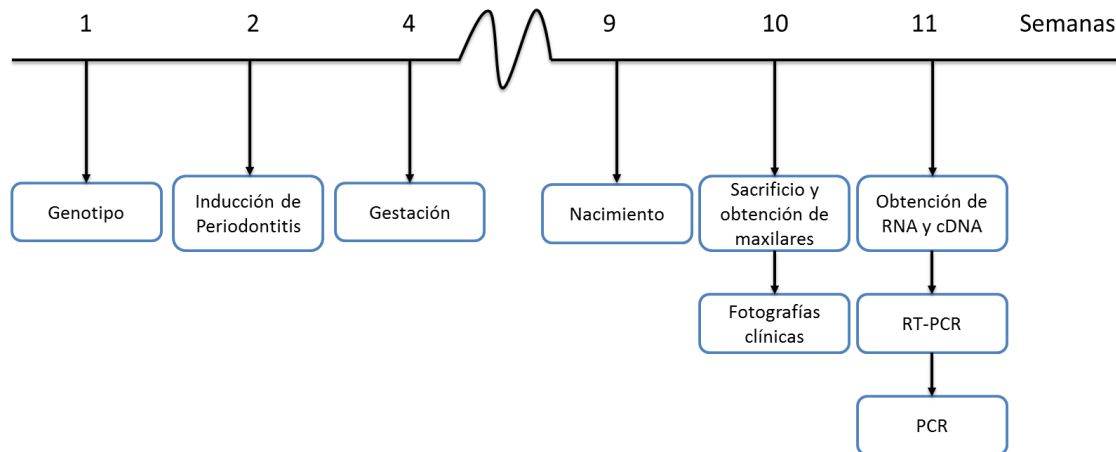 1 2 4 9 10 11 Semanas
Genotipo
Inducción de
Periodontitis
Gestación
Nacimiento
Sacrificio y
obtención de
maxilares
Fotografías
clínicas
Obtención de
RNA y cDNA
RT-PCR
PCR